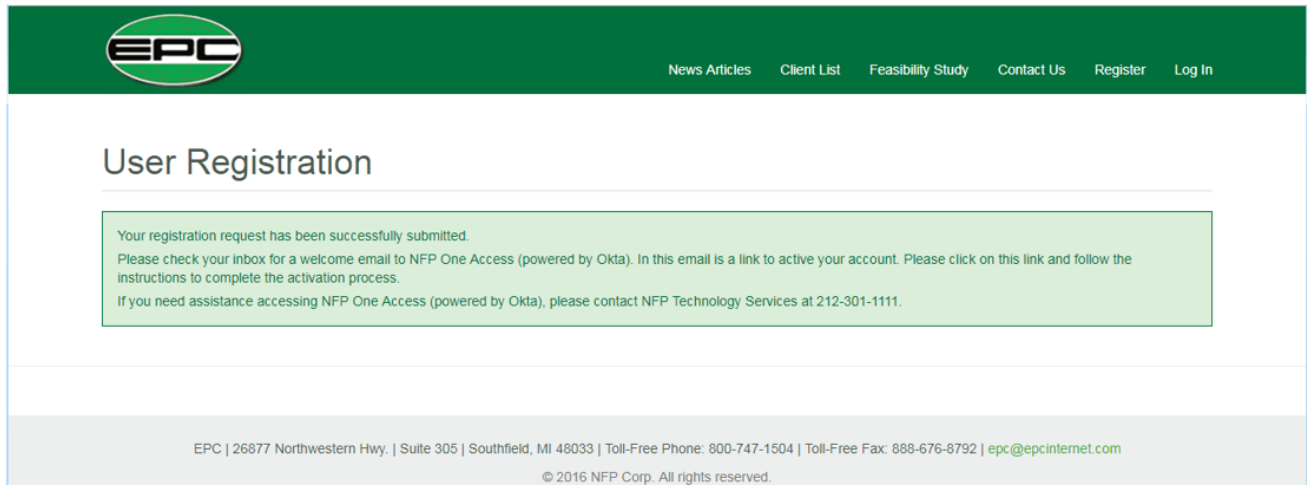 EPC
News Articles Client List Feasibility Study Contact Us Register Log In
User Registration
Your registration request has been successfully submitted.
Please check your inbox for a welcome email to NFP One Access (powered by Okta). In this email is a link to active your account. Please click on this link and follow the
instructions to complete the activation process.
If you need assistance accessing NFP One Access (powered by Okta), please contact NFP Technology Services at 212-301-1111.
EPC | 26877 Northwestern Hwy. | Suite 305 | Southfield, MI 48033 | Toll-Free Phone: 800-747-1504 | Toll-Free Fax: 888-676-8792 | epc@epcinternet.com
© 2016 NFP Corp. All rights reserved.